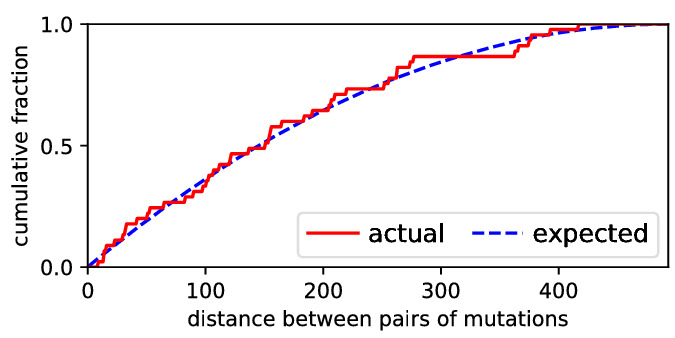 cumulative fraction
1.0
0.5
0.0
0 100 200 300 400
distance between pairs of mutations
actual expected